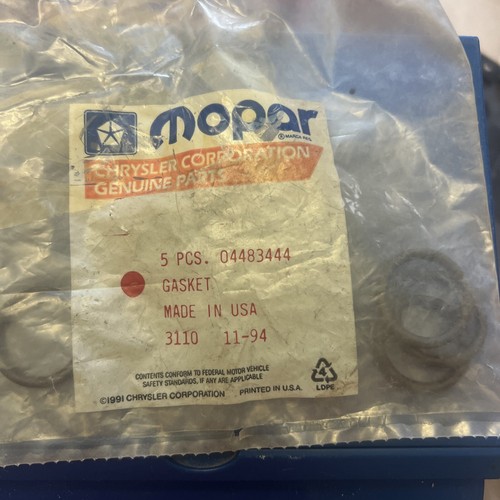 mopar
® MARCA REG.
CHRYSLER CORPORATION
GENUINE PARTS
5 PCS. 04483444
GASKET
MADE IN USA
3110 11-94
CONTENTS CONFORM TO FEDERAL MOTOR VEHICLE
SAFETY STANDARDS, IF ANY ARE APPLICABLE
©1991 CHRYSLER CORPORATION PRINTED IN U.S.A.
4
LDPE